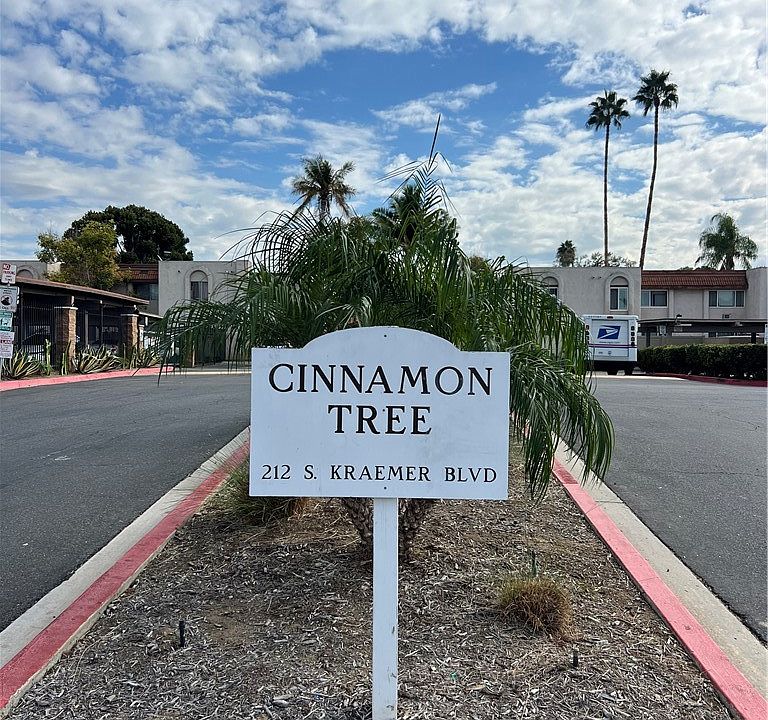 CINNAMON
TREE
212 S. KRAEMER BLVD